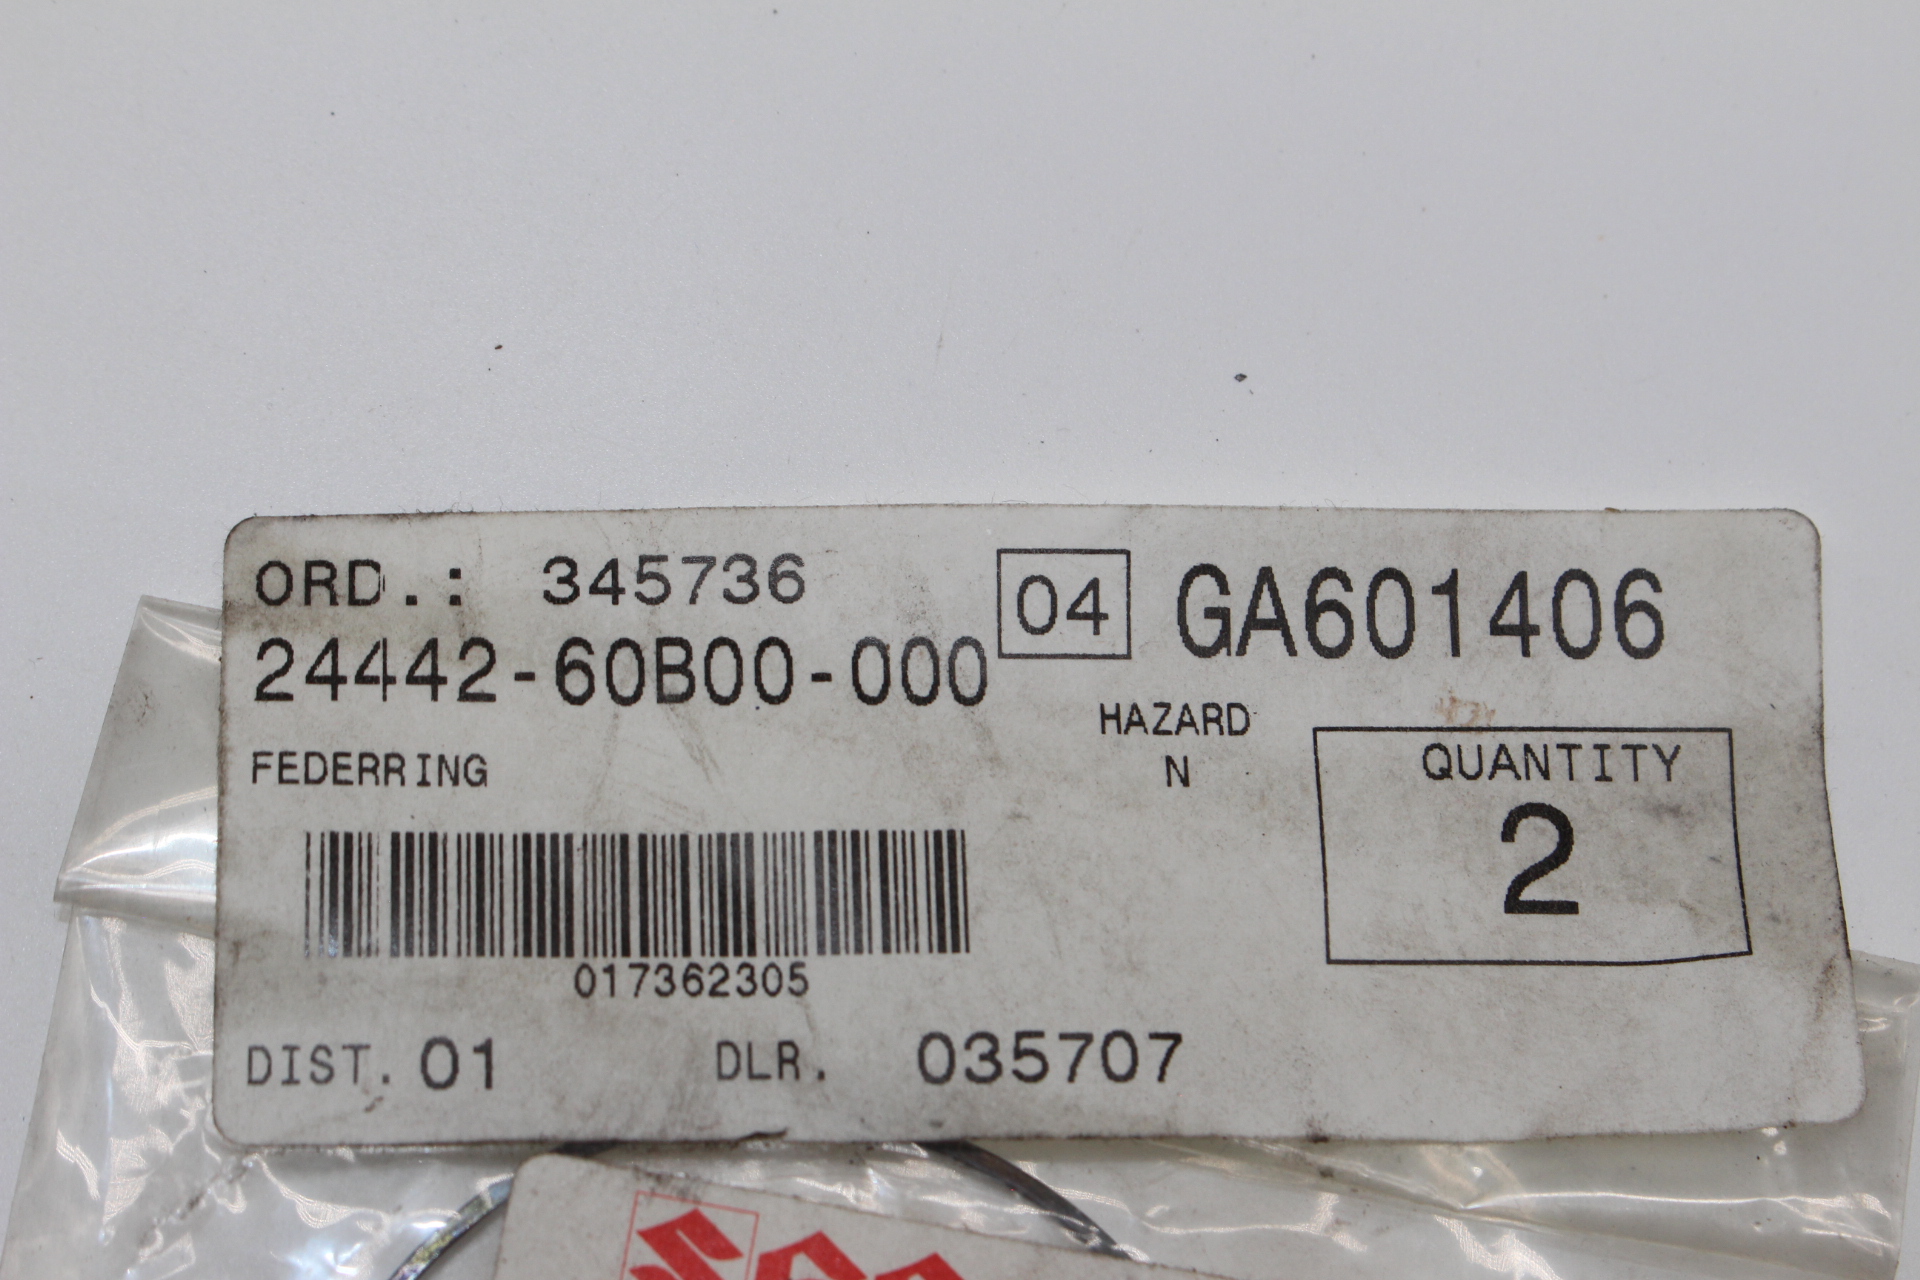 ORD.: 345736
04 GA601406
24442-60B00-000
HAZARD
N
FEDERRING
QUANTITY
2
017362305
DIST. 01 DLR. 035707